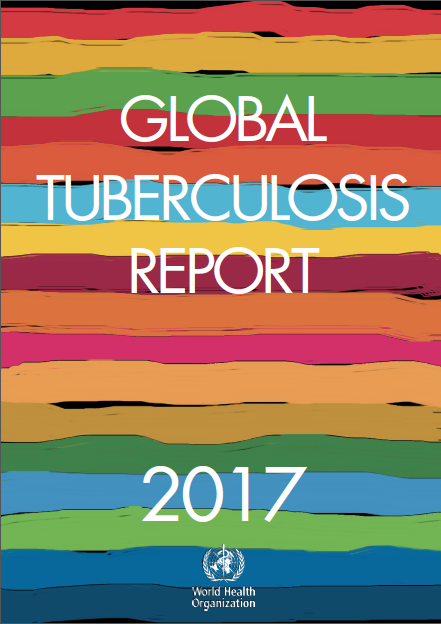 GLOBAL
TUBERCULOSIS
REPORT
2017
World Health
Organization